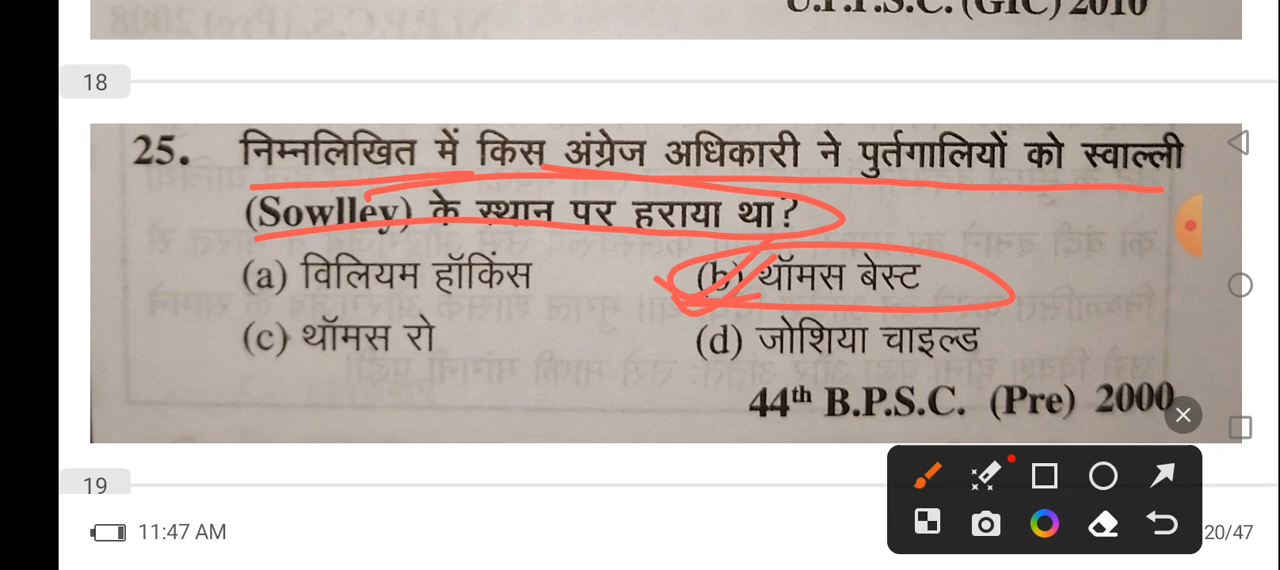 U.P.P.S.C. (GIC) 2010
18
25. निम्नलिखित में किस अंग्रेज अधिकारी ने पुर्तगालियों को स्वाल्ली
(Sowlley) के स्थान पर हराया था?
(a) विलियम हॉकिंस (b) थॉमस बेस्ट
(c) थॉमस रो (d) जोशिया चाइल्ड
44th B.P.S.C. (Pre) 2000
19
11:47 AM 20/47